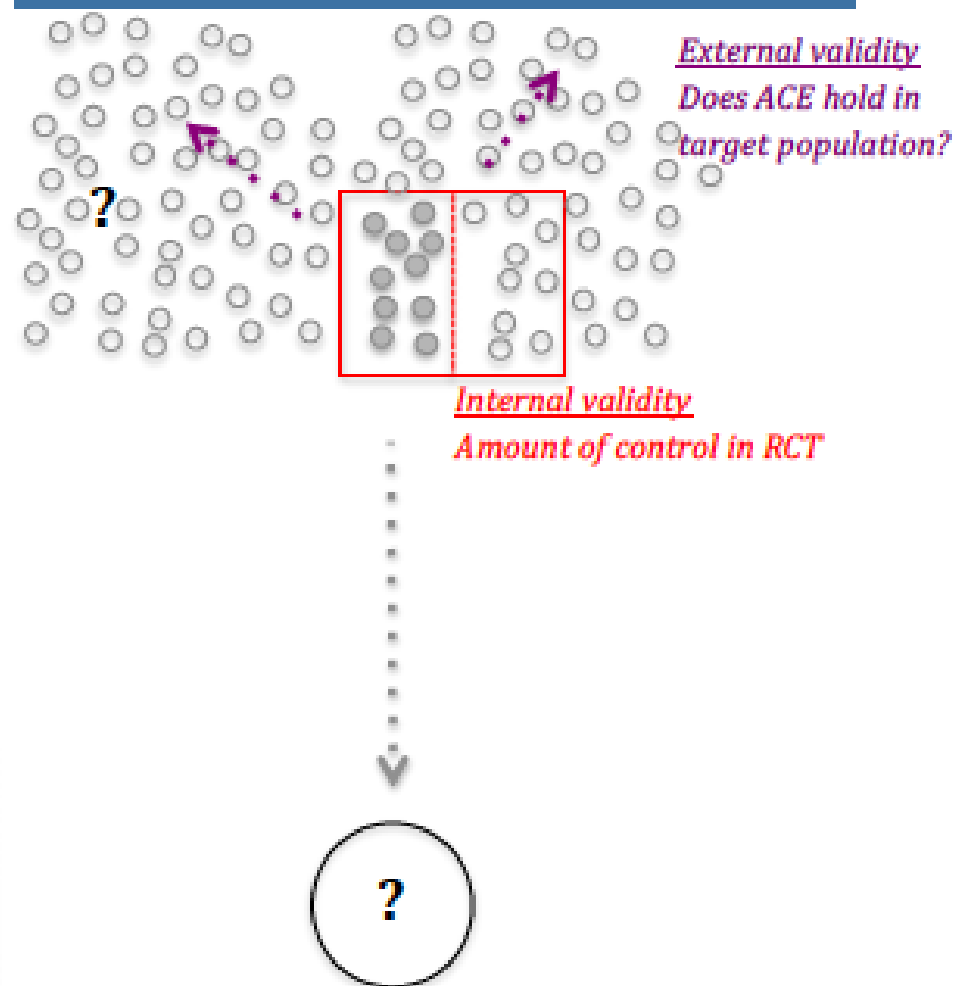 External validity
Does ACE hold in
target population?
?
Internal validity
Amount of control in RCT
?